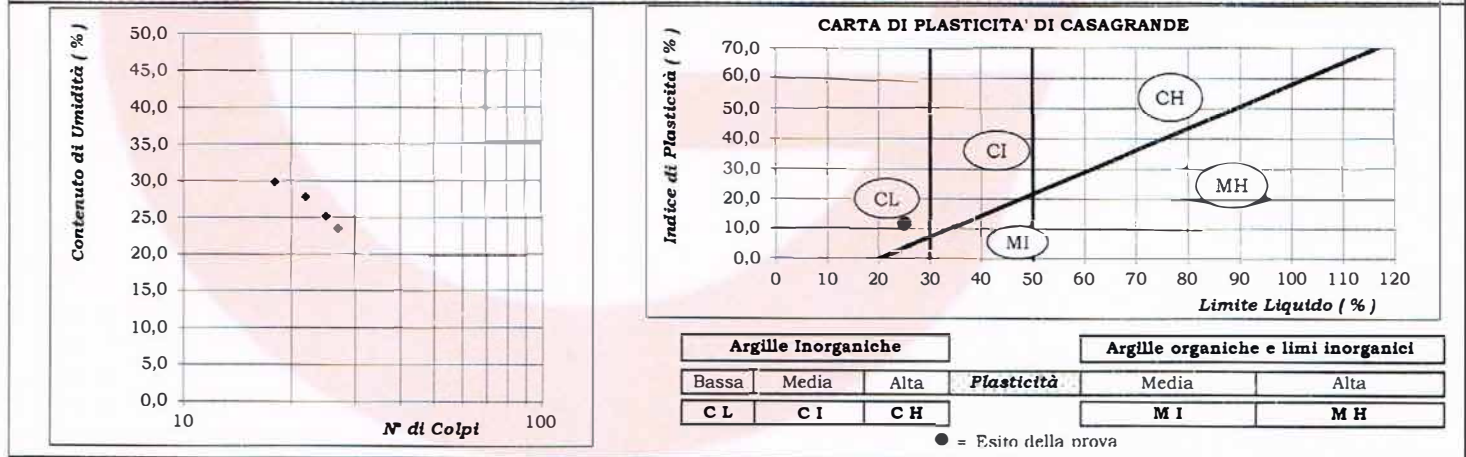 Contenuto di Umidità ( % )
50,0
45,0
40,0
35,0
30,0
25,0
20,0
15,0
10,0
5,0
0,0
10
100
N° di Colpi
CARTA DI PLASTICITA' DI CASAGRANDE
Indice di Plasticità ( % )
70,0
60,0
50,0
40,0
30,0
20,0
10,0
0,0
CH
CI
MH
CL
MI
0 10 20 30 40 50 60 70 80 90 100 110 120
Limite Liquido ( % )
Argille Inorganiche Argille organiche e limi inorganici
Bassa Media Alta Plasticità Media Alta
C L C I C H M I M H
= Esito della prova